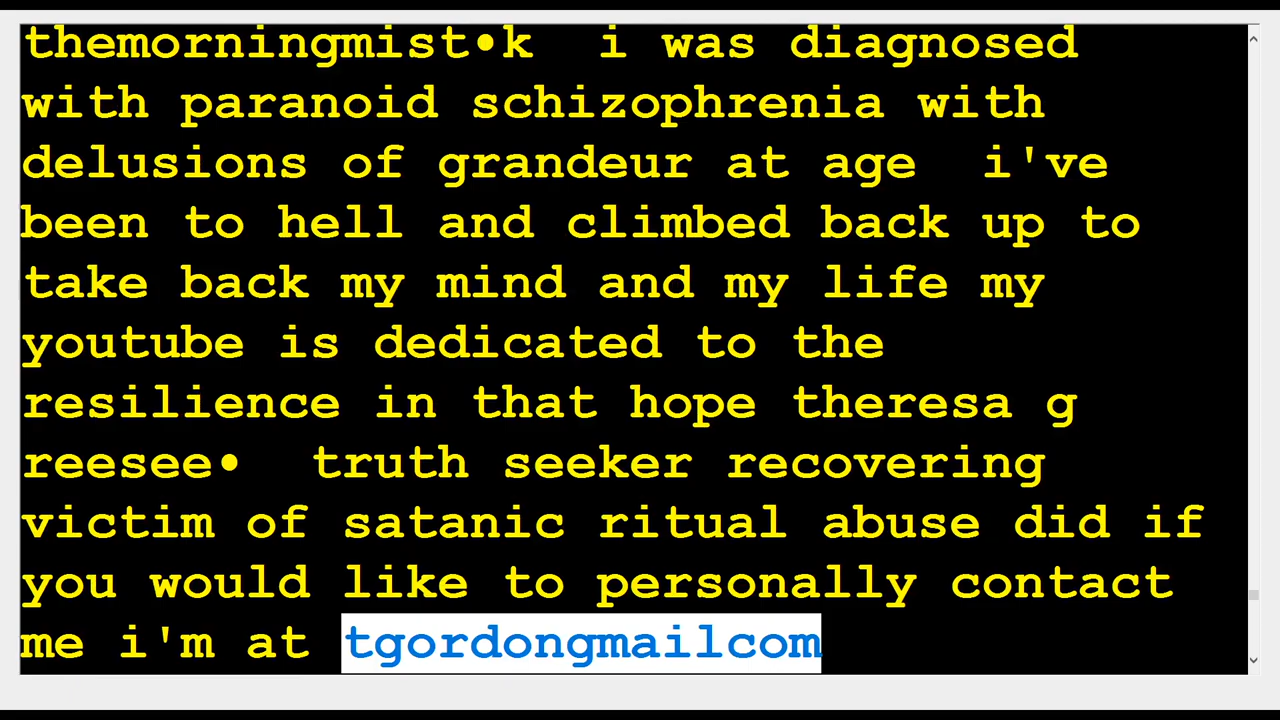 themorningmist•k  i was diagnosed
with paranoid schizophrenia with
delusions of grandeur at age  i've
been to hell and climbed back up to
take back my mind and my life my
youtube is dedicated to the
resilience in that hope theresa g
reesee•  truth seeker recovering
victim of satanic ritual abuse did if
you would like to personally contact
me i'm at tgordongmailcom